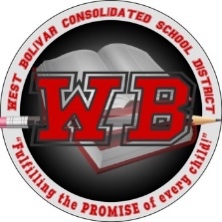 WEST BOLIVAR CONSOLIDATED SCHOOL DISTRICT
WB
"Fulfilling the PROMISE of every child!"